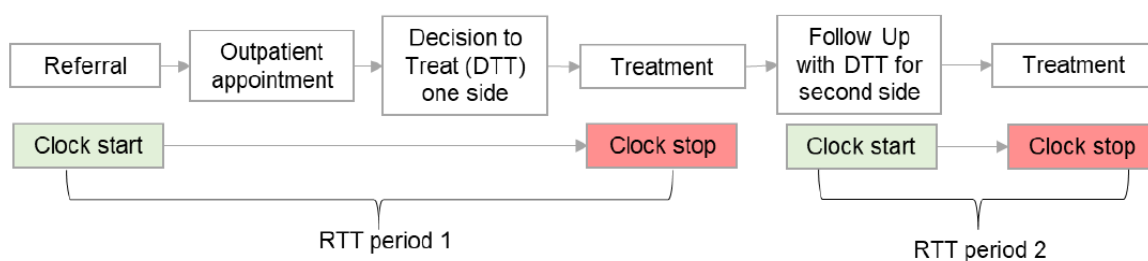 Referral
Outpatient
appointment
Decision to
Treat (DTT)
one side
Treatment
Follow Up
with DTT for
second side
Treatment
Clock start
Clock stop
Clock start
Clock stop
RTT period 1
RTT period 2